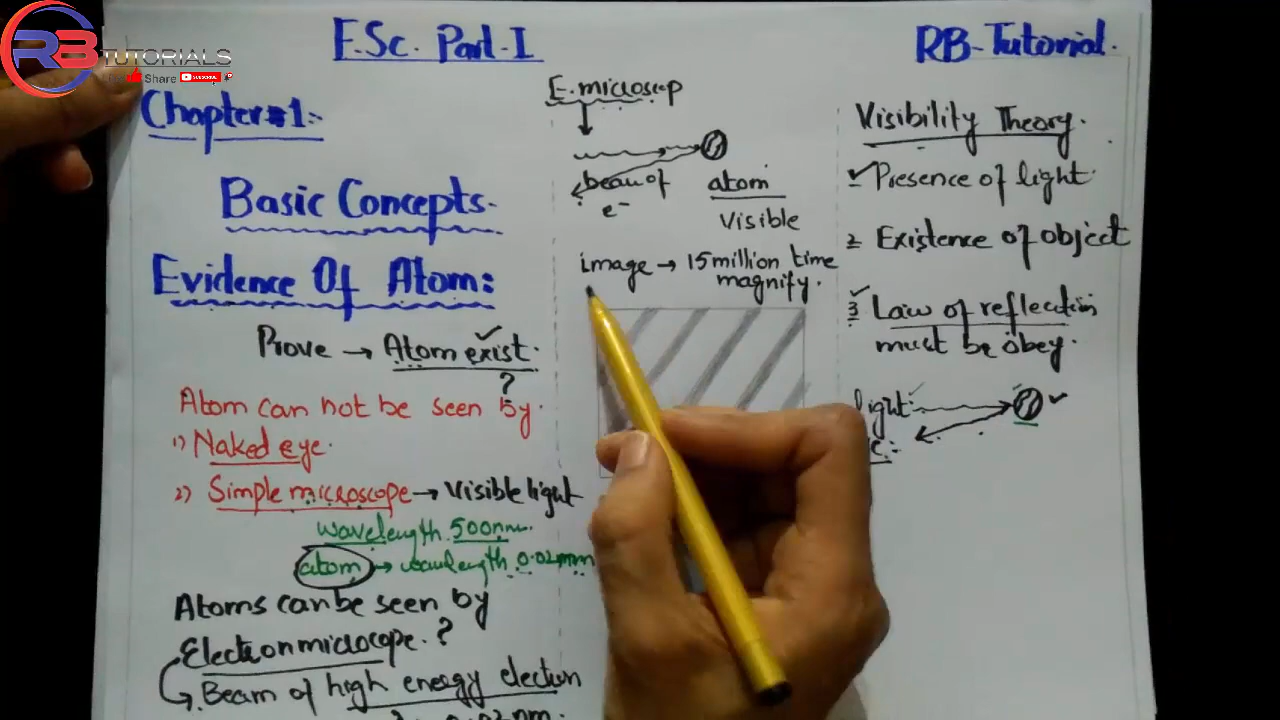 RB TUTORIALS
Like Share
F.Sc. Part-I
RB-Tutorial.
Chapter#1:-
Basic Concepts.
Evidence Of Atom:
Prove → Atom exist.
?
Atom can not be seen by.
1) Naked eye.
2) Simple microscope → Visible light
wavelength 500nm.
atom → wavelength 0.02
Atoms can be seen by
Electron microscope. ?
Beam of high energy electron
0.02nm.
E.microscop
beam of
e-
atom
Visible
image → 15 million time
magnify.
Visibility Theory.
1 Presence of light
2 Existence of object
3 Law of reflection
must be obey.
light: